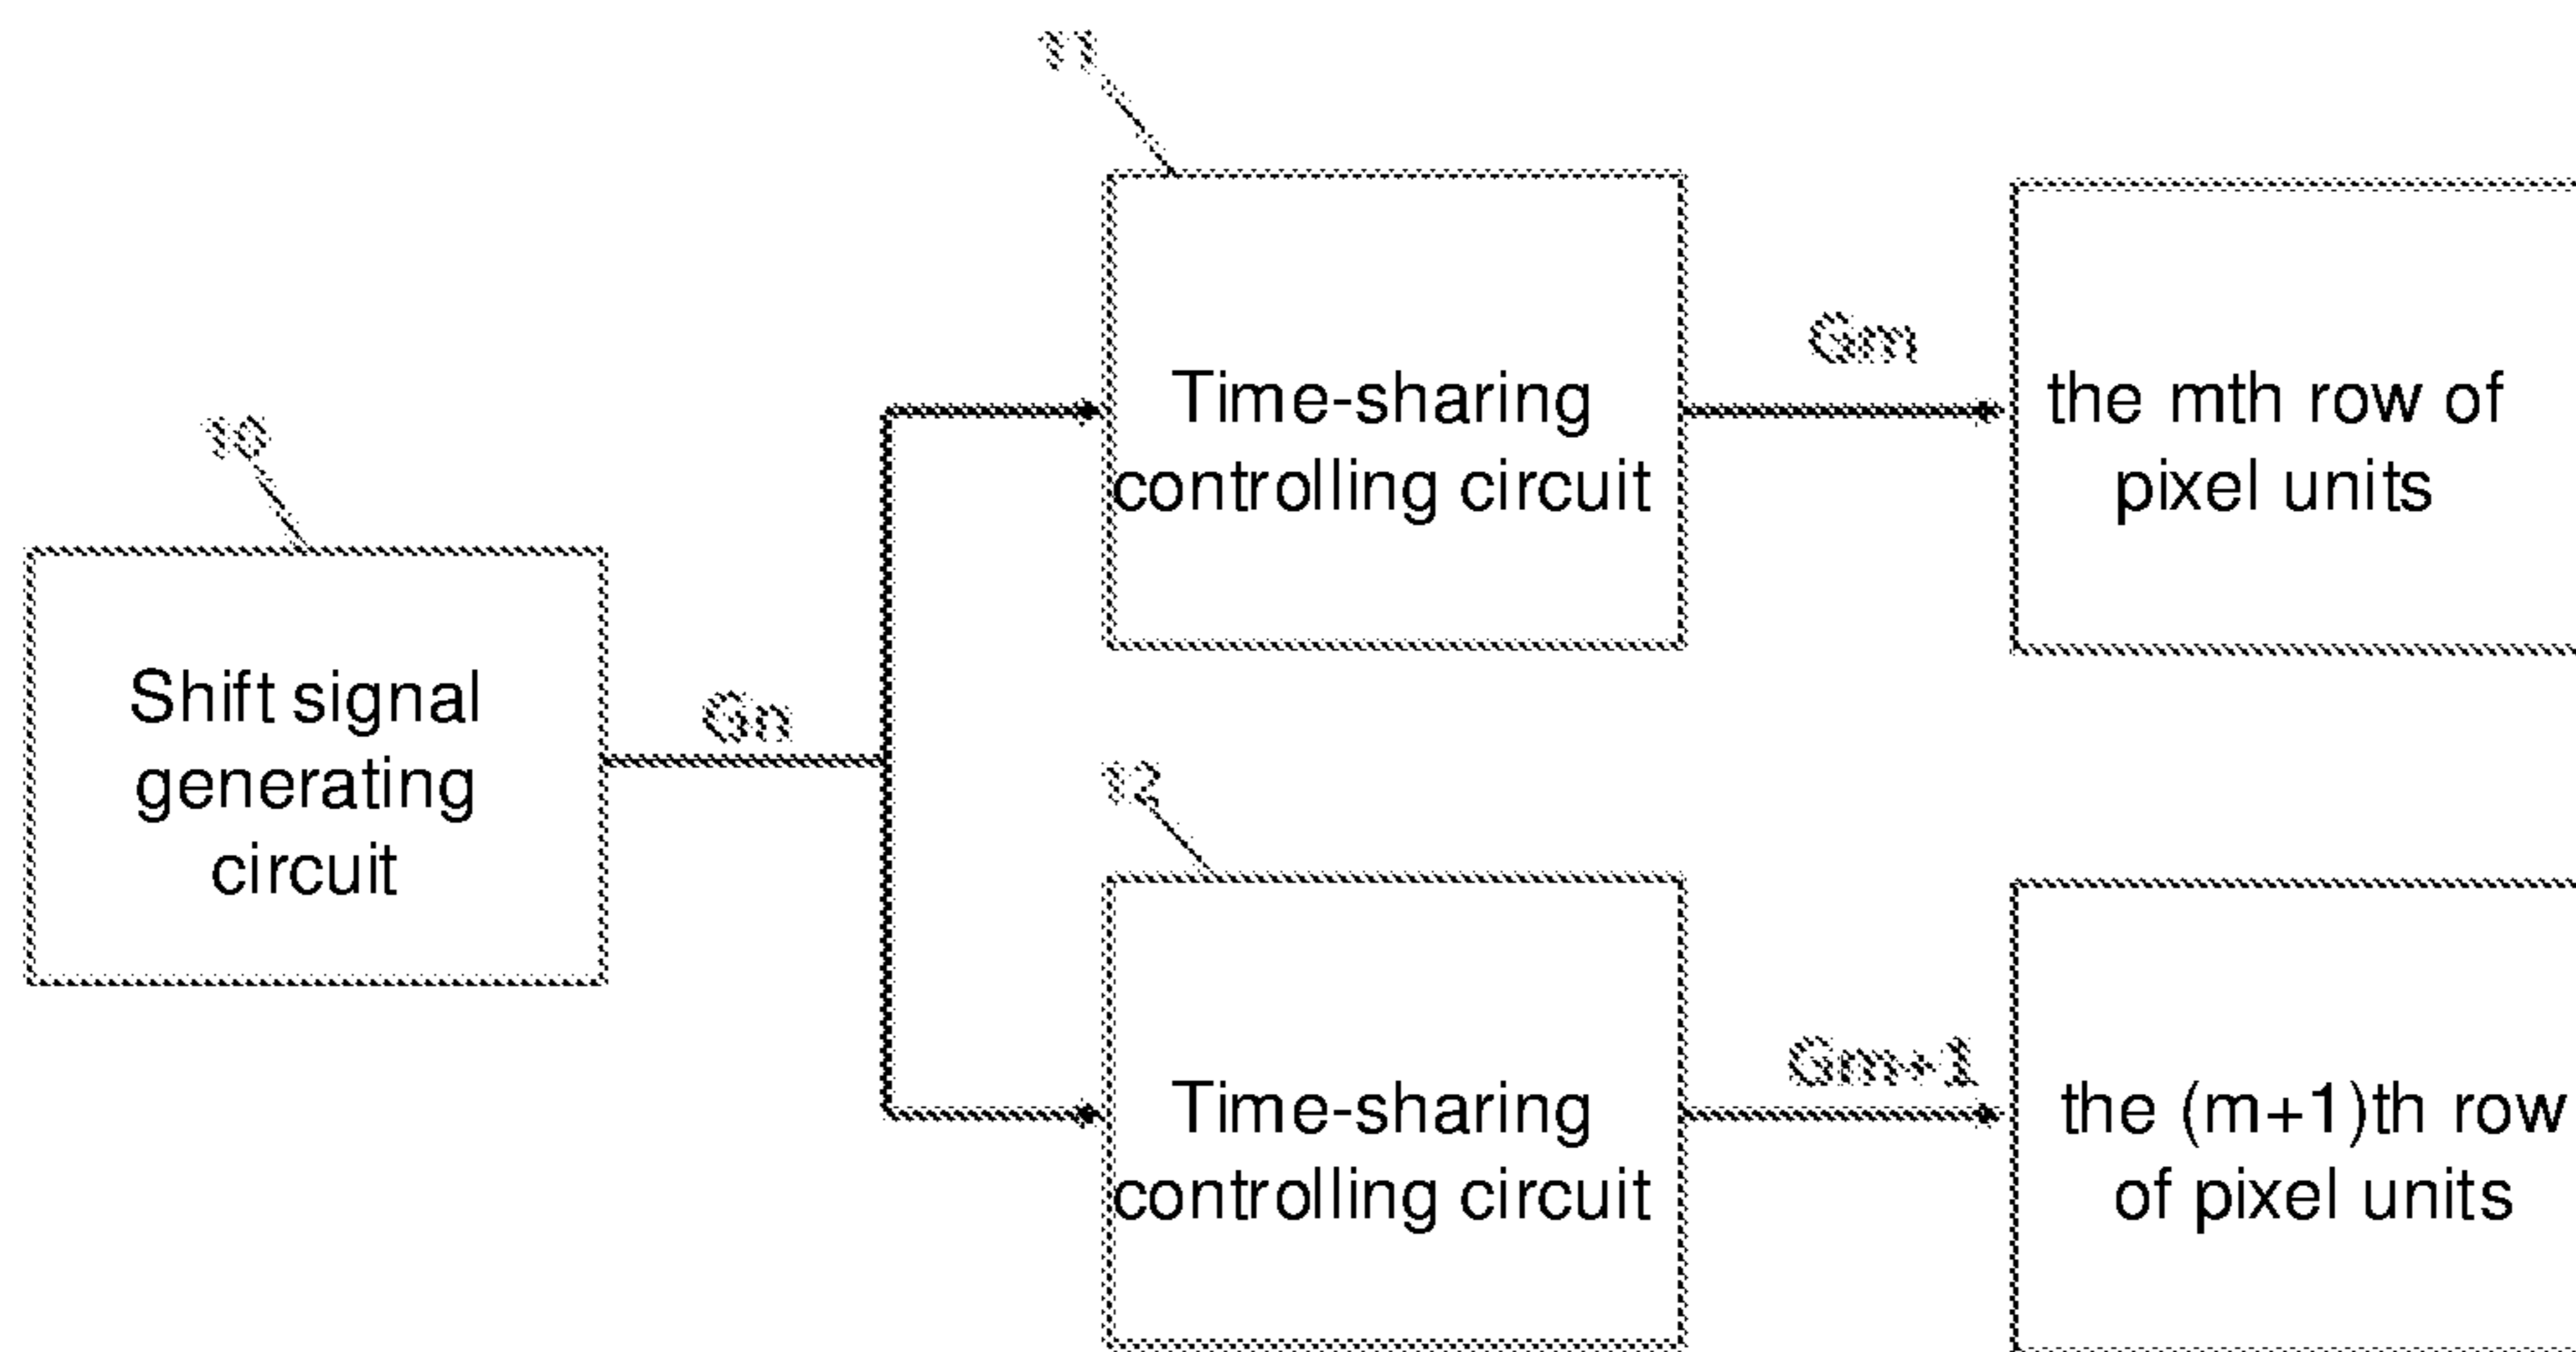 11
Time-sharing
controlling circuit
Gm
the mth row of
pixel units
10
Shift signal
generating
circuit
Gn
12
Time-sharing
controlling circuit
Gm+1
the (m+1)th row
of pixel units